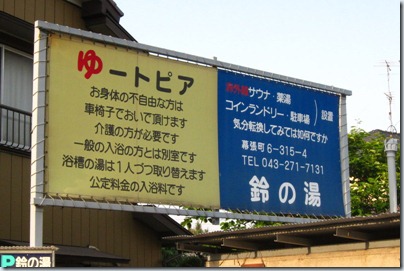 ゆートピア
お身体の不自由な方は
車椅子でおいで頂けます
介護の方が必要です
一般の入浴の方とは別室です
浴槽の湯は1人づつ取り替えます
公定料金の入浴料です
赤外線サウナ・薬湯
コインランドリー・駐車場 設置
気分転換してみては如何ですか
幕張町6-315-4
TEL 043-271-7131
鈴の湯
P鈴の湯